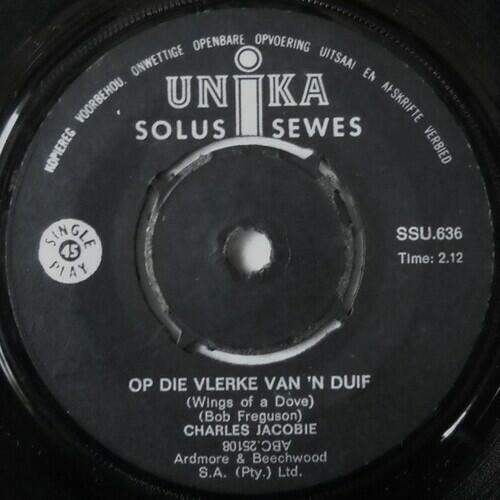 KOPIEREG VOORBEHOU. ONWETTIGE OPENBARE OPVOERING UITSAAI EN AFSKRIFTE VERBIED
UNiKA
SOLUS SEWES
SINGLE
45
PLAY
SSU.636
Time: 2.12
OP DIE VLERKE VAN 'N DUIF
(Wings of a Dove)
(Bob Freguson)
CHARLES JACOBIE
ABC.25108
Ardmore & Beechwood
S.A. (Pty.) Ltd.